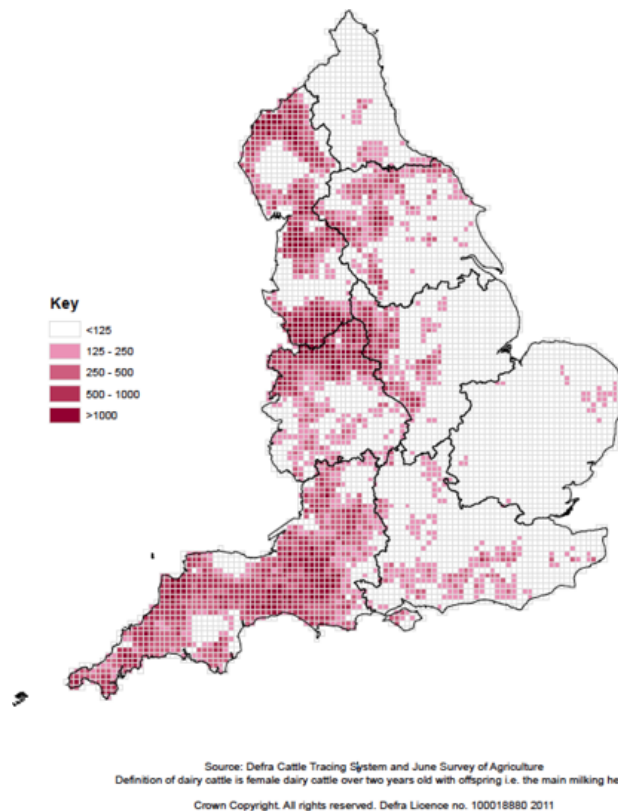 Key
<125
125 - 250
250 - 500
500 - 1000
>1000
Source: Defra Cattle Tracing System and June Survey of Agriculture
Definition of dairy cattle is female dairy cattle over two years old with offspring i.e. the main milking he
Crown Copyright. All rights reserved. Defra Licence no. 100018880 2011